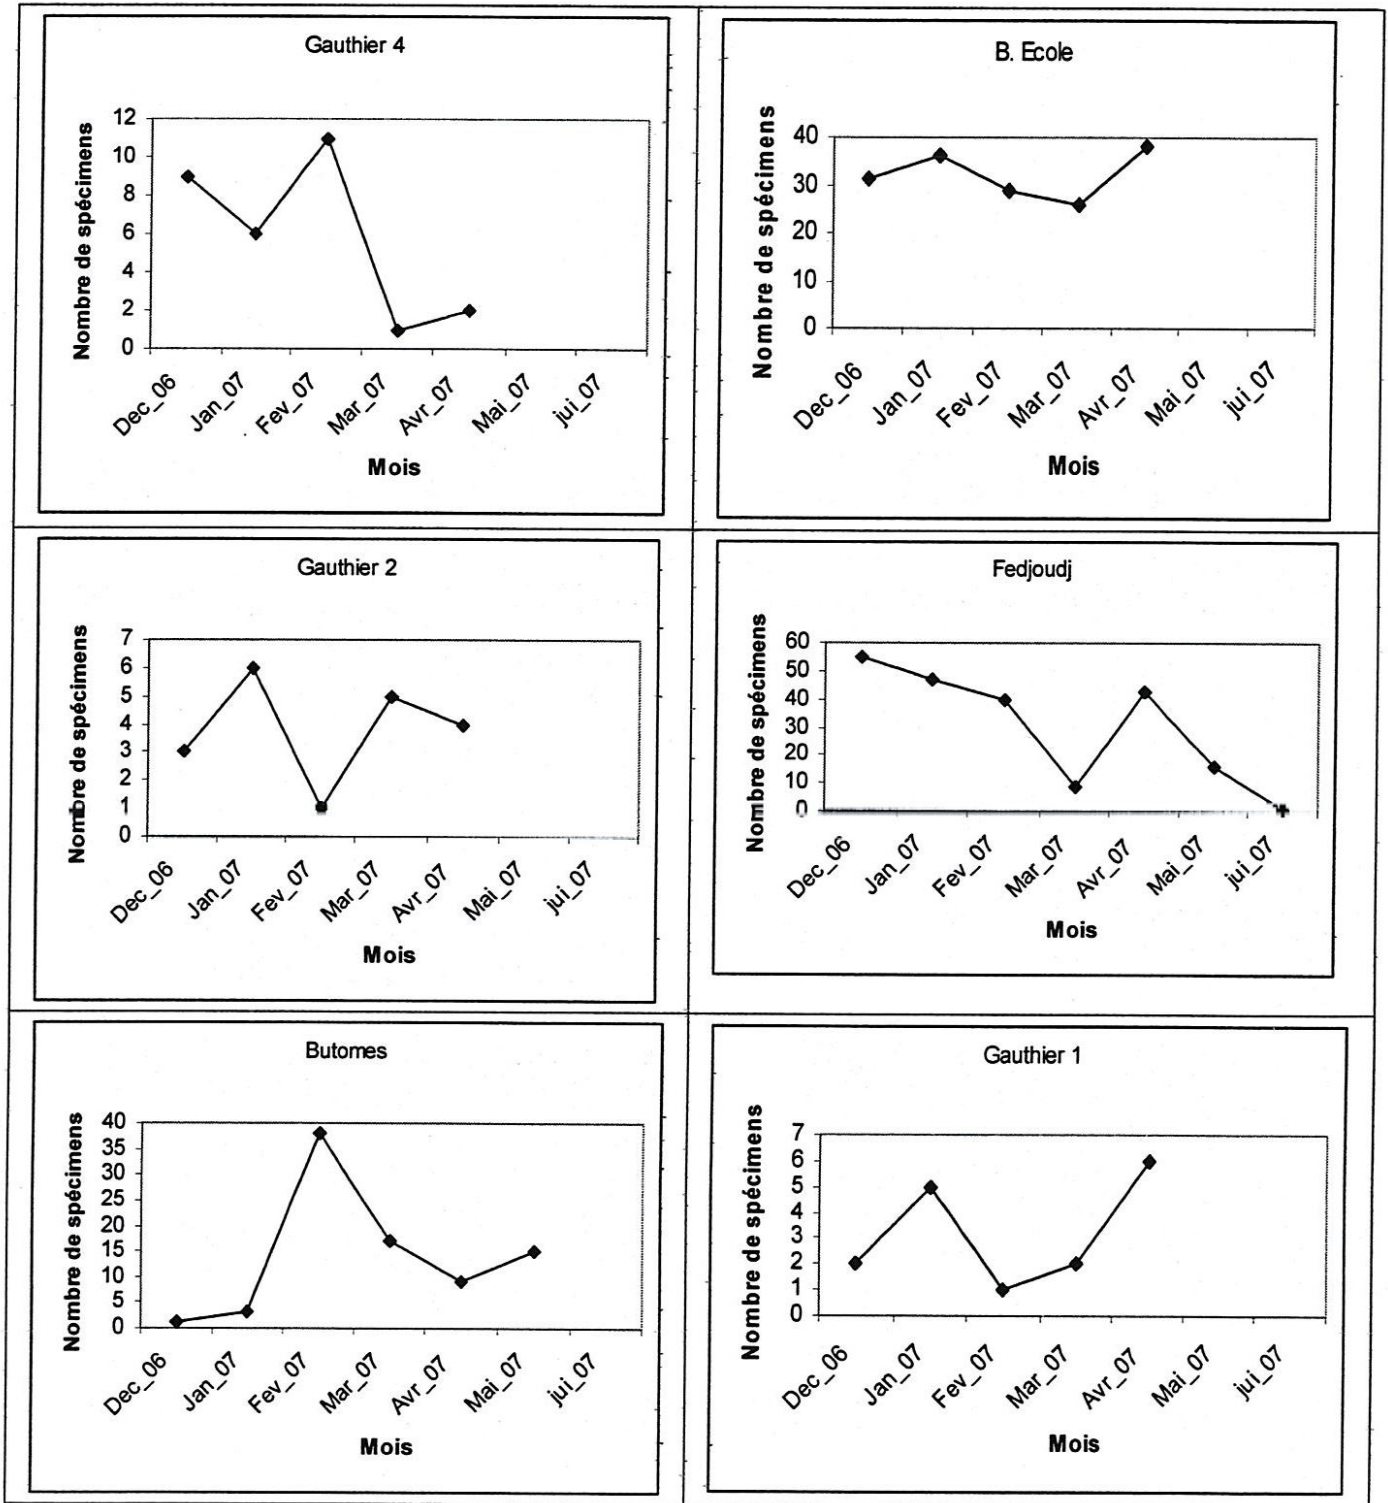 Gauthier 4
Nombre de spécimens
12
10
8
6
4
2
0
Dec_06 Jan_07 Fev_07 Mar_07 Avr_07 Mai_07 jui_07
Mois
B. Ecole
Nombre de spécimens
40
30
20
10
0
Dec_06 Jan_07 Fev_07 Mar_07 Avr_07 Mai_07 jui_07
Mois
Gauthier 2
Nombre de spécimens
7
6
5
4
3
2
1
0
Dec_06 Jan_07 Fev_07 Mar_07 Avr_07 Mai_07 jui_07
Mois
Fedjoudj
Nombre de spécimens
60
50
40
30
20
10
0
Dec_06 Jan_07 Fev_07 Mar_07 Avr_07 Mai_07 jui_07
Mois
Butomes
Nombre de spécimens
40
35
30
25
20
15
10
5
0
Dec_06 Jan_07 Fev_07 Mar_07 Avr_07 Mai_07 jui_07
Mois
Gauthier 1
Nombre de spécimens
7
6
5
4
3
2
1
0
Dec_06 Jan_07 Fev_07 Mar_07 Avr_07 Mai_07 jui_07
Mois